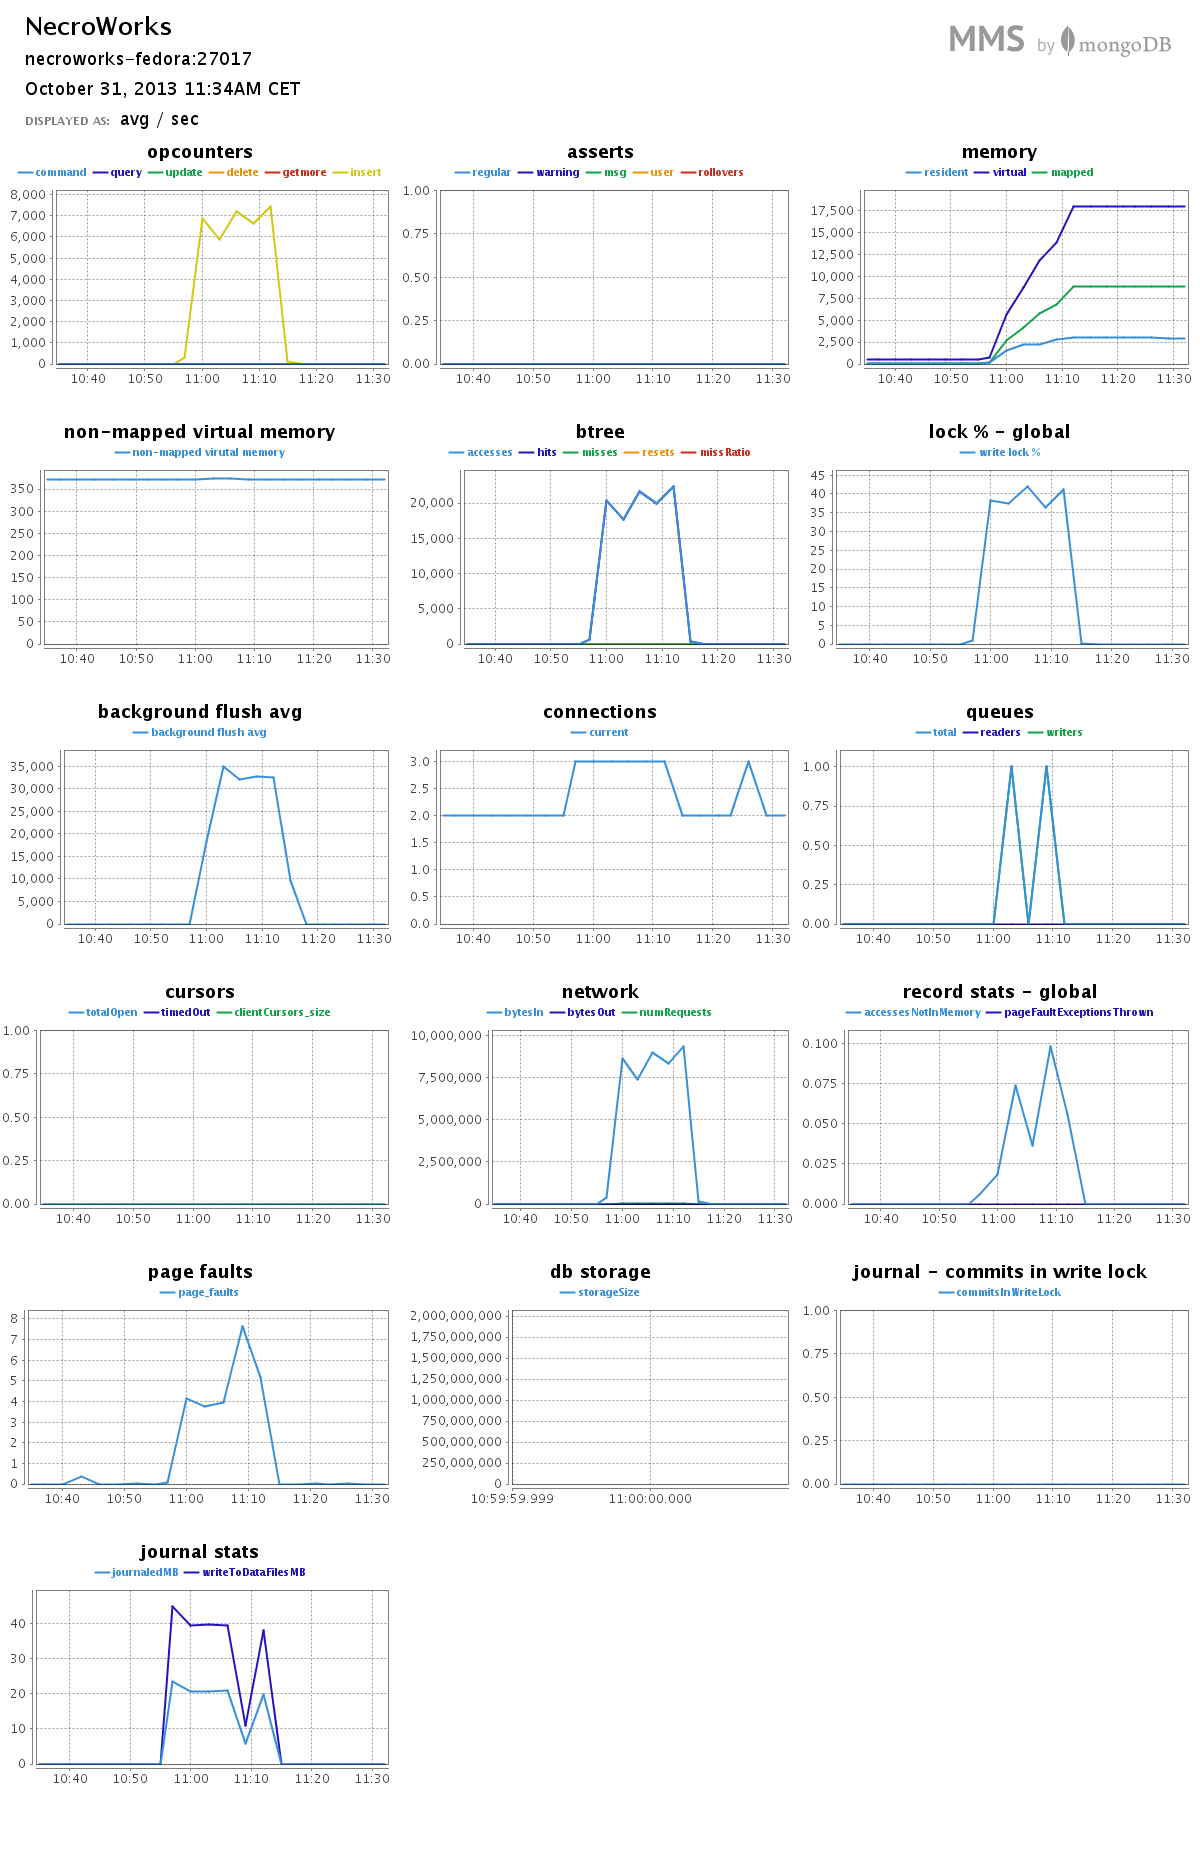 NecroWorks
MMS by mongoDB
necroworks-fedora:27017
October 31, 2013 11:34AM CET
DISPLAYED AS: avg / sec
opcounters
command query update delete getmore insert
8,000
7,000
6,000
5,000
4,000
3,000
2,000
1,000
0
10:40 10:50 11:00 11:10 11:20 11:30
asserts
regular warning msg user rollovers
1.00
0.75
0.50
0.25
0.00
10:40 10:50 11:00 11:10 11:20 11:30
memory
resident virtual mapped
17,500
15,000
12,500
10,000
7,500
5,000
2,500
0
10:40 10:50 11:00 11:10 11:20 11:30
non-mapped virtual memory
non-mapped virutal memory
350
300
250
200
150
100
50
0
10:40 10:50 11:00 11:10 11:20 11:30
btree
accesses hits misses resets missRatio
20,000
15,000
10,000
5,000
0
10:40 10:50 11:00 11:10 11:20 11:30
lock % - global
write lock %
45
40
35
30
25
20
15
10
5
0
10:40 10:50 11:00 11:10 11:20 11:30
background flush avg
background flush avg
35,000
30,000
25,000
20,000
15,000
10,000
5,000
0
10:40 10:50 11:00 11:10 11:20 11:30
connections
current
3.0
2.5
2.0
1.5
1.0
0.5
0.0
10:40 10:50 11:00 11:10 11:20 11:30
queues
total readers writers
1.00
0.75
0.50
0.25
0.00
10:40 10:50 11:00 11:10 11:20 11:30
cursors
totalOpen timedOut clientCursors_size
1.00
0.75
0.50
0.25
0.00
10:40 10:50 11:00 11:10 11:20 11:30
network
bytesIn bytesOut numRequests
10,000,000
7,500,000
5,000,000
2,500,000
0
10:40 10:50 11:00 11:10 11:20 11:30
record stats - global
accessesNotInMemory pageFaultExceptionsThrown
0.100
0.075
0.050
0.025
0.000
10:40 10:50 11:00 11:10 11:20 11:30
page faults
page_faults
8
7
6
5
4
3
2
1
0
10:40 10:50 11:00 11:10 11:20 11:30
db storage
storageSize
2,000,000,000
1,750,000,000
1,500,000,000
1,250,000,000
1,000,000,000
750,000,000
500,000,000
250,000,000
0
10:59:59.999 11:00:00.000
journal - commits in write lock
commitsInWriteLock
1.00
0.75
0.50
0.25
0.00
10:40 10:50 11:00 11:10 11:20 11:30
journal stats
journaledMB writeToDataFilesMB
40
30
20
10
0
10:40 10:50 11:00 11:10 11:20 11:30